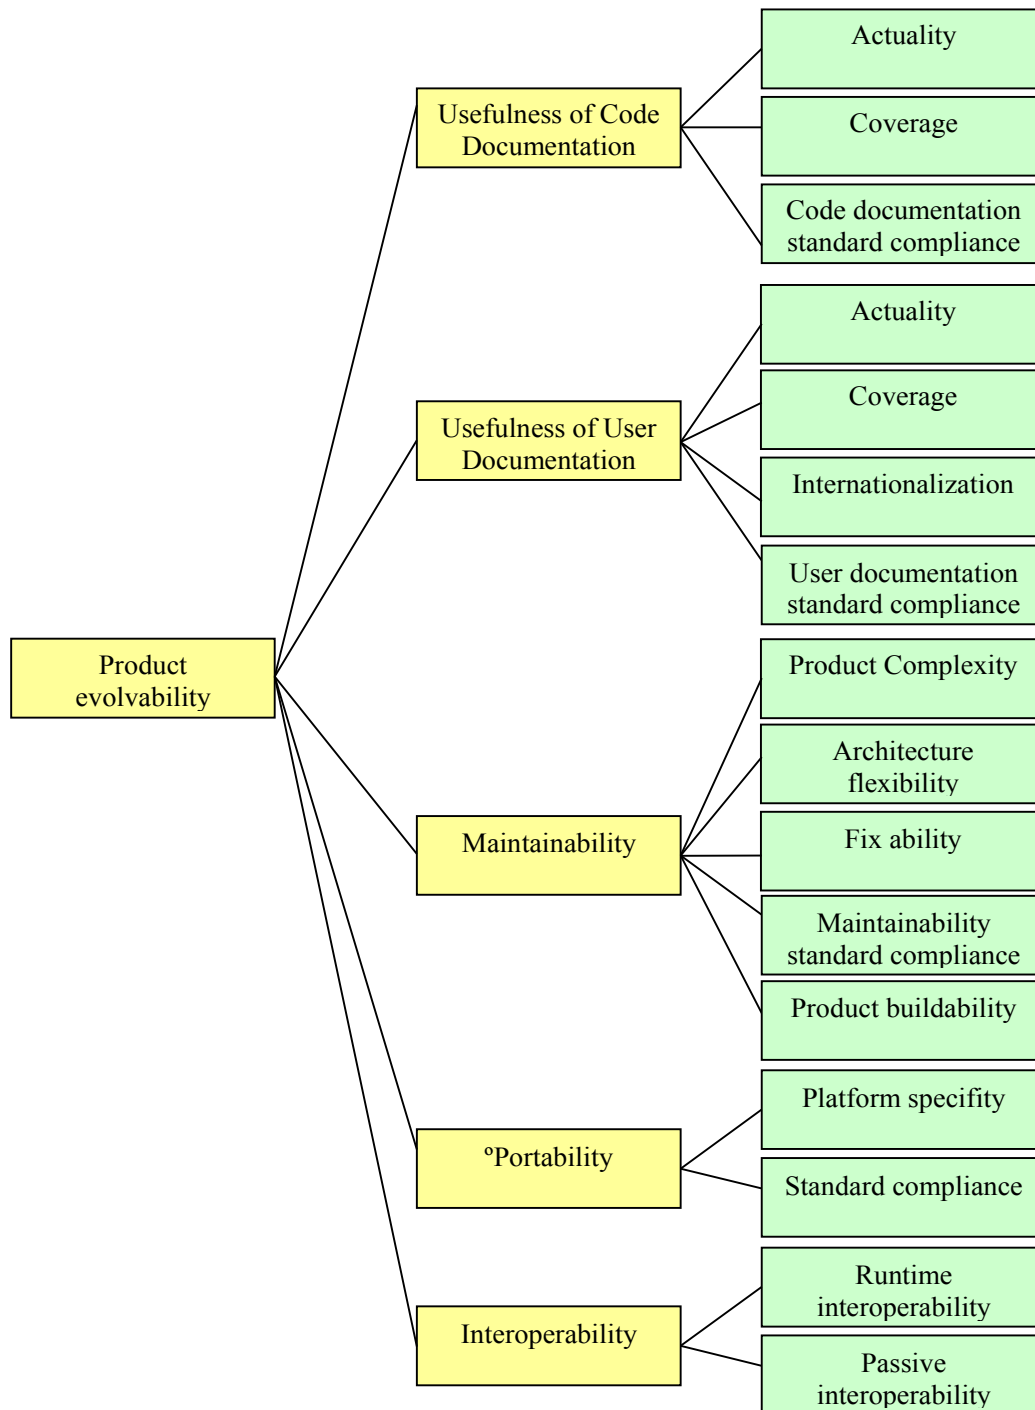 Actuality
Usefulness of Code
Documentation
Coverage
Code documentation
standard compliance
Actuality
Coverage
Usefulness of User
Documentation
Internationalization
User documentation
standard compliance
Product
evolvability
Product Complexity
Architecture
flexibility
Maintainability
Fix ability
Maintainability
standard compliance
Product buildability
Platform specifity
ºPortability
Standard compliance
Runtime
interoperability
Interoperability
Passive
interoperability